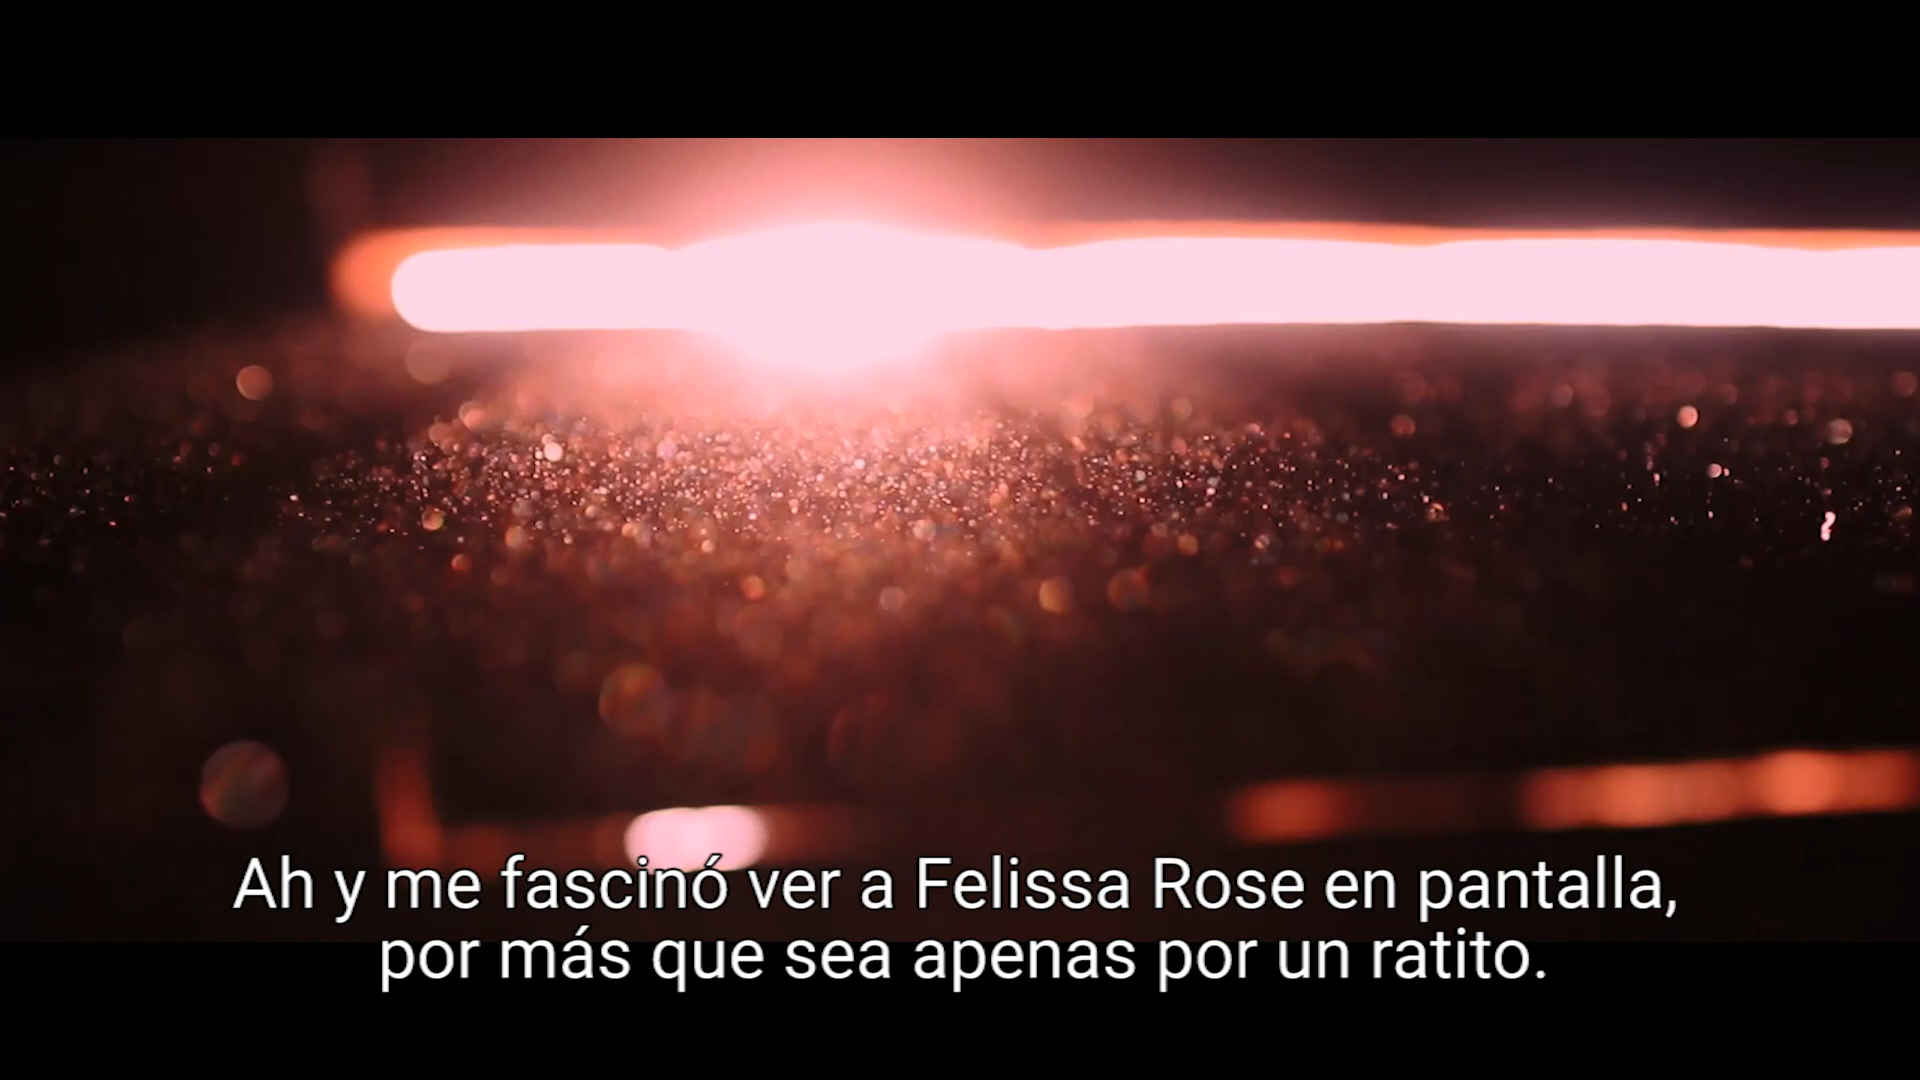 Ah y me fascinó ver a Felissa Rose en pantalla,
por más que sea apenas por un ratito.